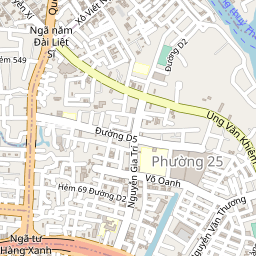 Xô Viết N
Đường D2
Ngã năm
Đài Liệt
Sĩ
Hẻm 549
Ung Văn Khiêm
Đường D5
Nguyễn Gia Trí
Phường 25
Võ Oanh
Hẻm 69 Đường D2
Nguyễn Văn Thương
Ngã tư
Hàng Xanh